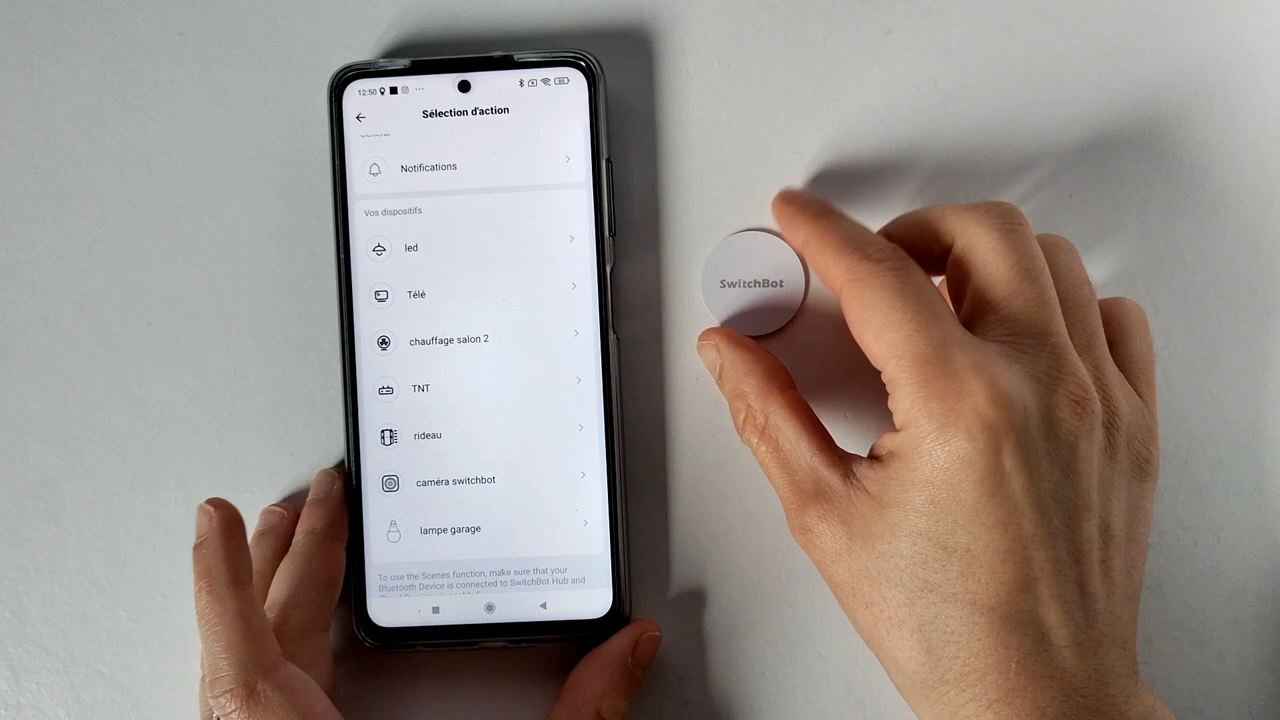 12:50
Sélection d'action
Notifications
Vos dispositifs
led
Télé
chauffage salon 2
TNT
rideau
caméra switchbot
lampe garage
To use the Scenes function, make sure that your
Bluetooth Device is connected to SwitchBot Hub and
SwitchBot